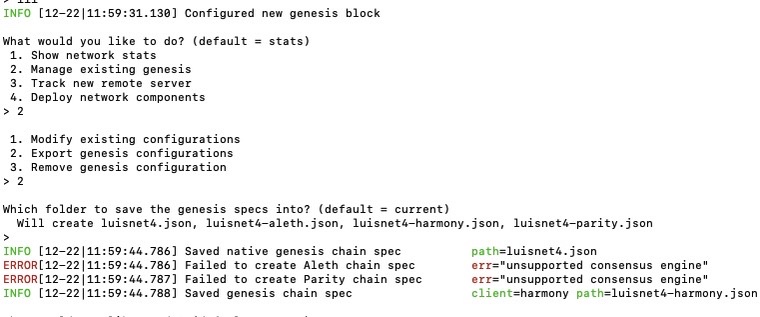 INFO [12-22|11:59:31.130] Configured new genesis block
What would you like to do? (default = stats)
1. Show network stats
2. Manage existing genesis
3. Track new remote server
4. Deploy network components
> 2
1. Modify existing configurations
2. Export genesis configurations
3. Remove genesis configuration
> 2
Which folder to save the genesis specs into? (default = current)
Will create luisnet4.json, luisnet4-aleth.json, luisnet4-harmony.json, luisnet4-parity.json
>
INFO [12-22|11:59:44.786] Saved native genesis chain spec path=luisnet4.json
ERROR[12-22|11:59:44.786] Failed to create Aleth chain spec err="unsupported consensus engine"
ERROR[12-22|11:59:44.787] Failed to create Parity chain spec err="unsupported consensus engine"
INFO [12-22|11:59:44.788] Saved genesis chain spec client=harmony path=luisnet4-harmony.json